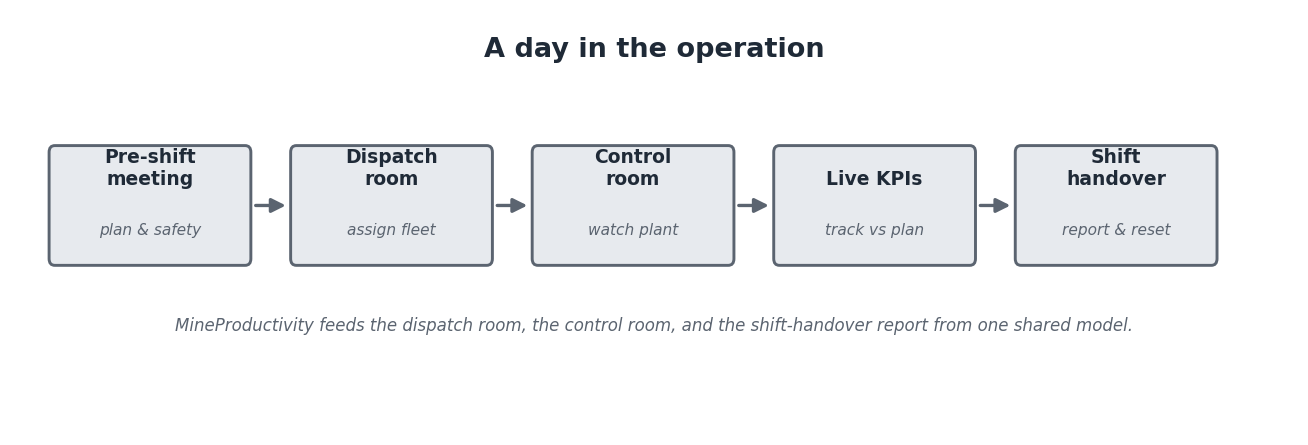 A day in the operation
Pre-shift
meeting
plan & safety
Dispatch
room
assign fleet
Control
room
watch plant
Live KPIs
track vs plan
Shift
handover
report & reset
MineProductivity feeds the dispatch room, the control room, and the shift-handover report from one shared model.